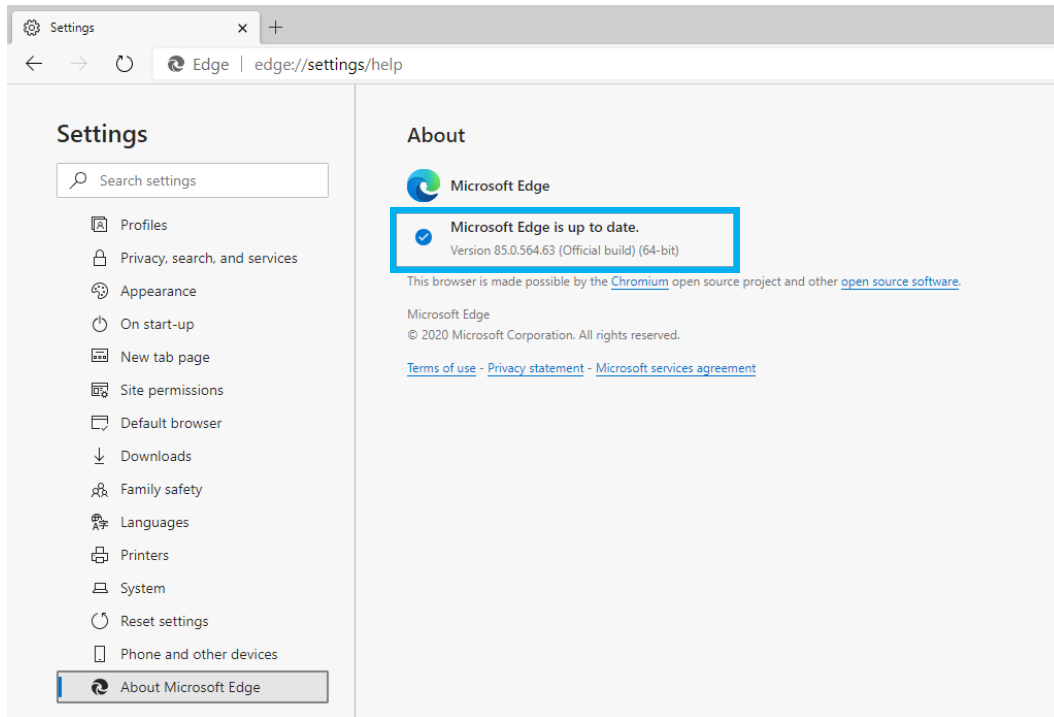 Settings
Edge | edge://settings/help
Settings
Search settings
Profiles
Privacy, search, and services
Appearance
On start-up
New tab page
Site permissions
Default browser
Downloads
Family safety
Languages
Printers
System
Reset settings
Phone and other devices
About Microsoft Edge
About
Microsoft Edge
Microsoft Edge is up to date.
Version 85.0.564.63 (Official build) (64-bit)
This browser is made possible by the Chromium open source project and other open source software.
Microsoft Edge
© 2020 Microsoft Corporation. All rights reserved.
Terms of use - Privacy statement - Microsoft services agreement